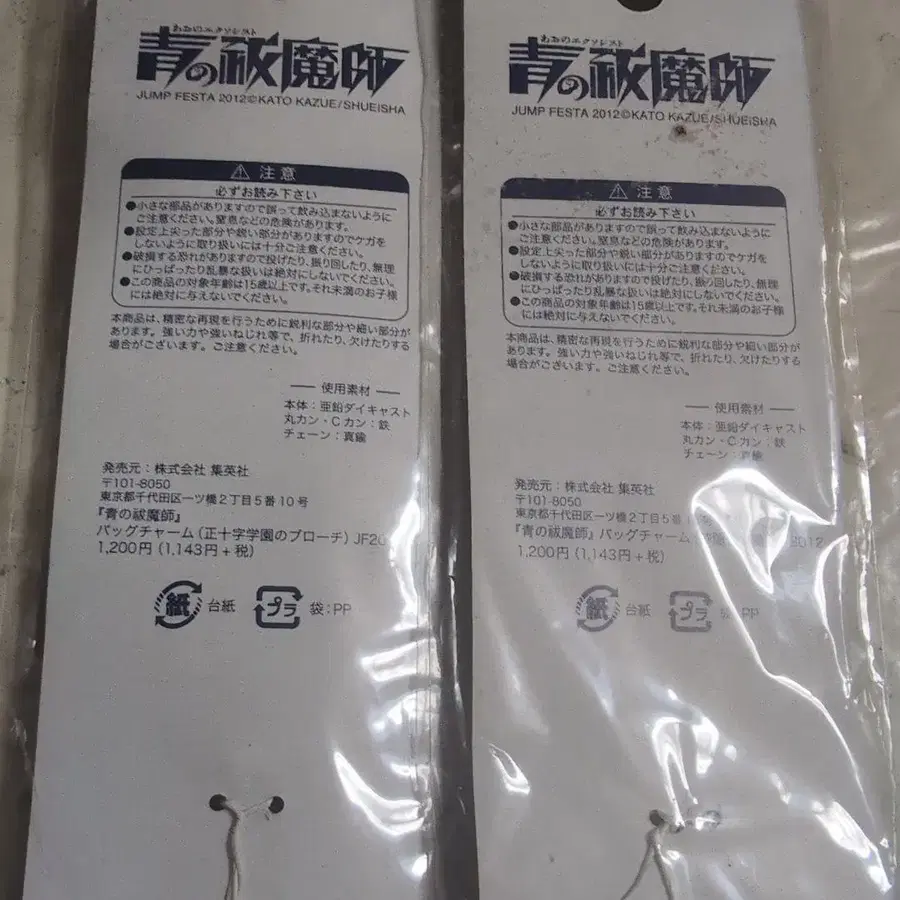 あおのエクソシスト
青の祓魔師
JUMP FESTA 2012©KATO KAZUE/SHUEISHA
⚠ 注意
必ずお読み下さい
●小さな部品がありますので誤って飲み込まないように
ご注意ください。窒息などの危険があります。
●設定上尖った部分や鋭い部分がありますのでケガを
しないように取り扱いには十分ご注意ください。
●破損する恐れがありますので投げたり、振り回したり、無理
にひっぱったり乱暴な扱いは絶対にしないでください。
●この商品の対象年齢は15歳以上です。それ未満のお子様
には絶対に与えないでください。
本商品は、精密な再現を行うために鋭利な部分や細い部分が
あります。強い力や強いねじれ等で、折れたり、欠けたりする
場合がございます。ご注意ください。
使用素材
本体：亜鉛ダイキャスト
丸カン・Cカン：鉄
チェーン：真鍮
発売元：株式会社 集英社
〒101-8050
東京都千代田区一ツ橋2丁目5番10号
『青の祓魔師』
バッグチャーム（正十字学園のブローチ）JF20
1,200円（1,143円＋税）
紙 台紙 プラ 袋：PP
あおのエクソシスト
青の祓魔師
JUMP FESTA 2012©KATO KAZUE/SHUEISHA
⚠ 注意
必ずお読み下さい
●小さな部品がありますので誤って飲み込まないように
ご注意ください。窒息などの危険があります。
●設定上尖った部分や鋭い部分がありますのでケガを
しないように取り扱いには十分ご注意ください。
●破損する恐れがありますので投げたり、振り回したり、無理
にひっぱったり乱暴な扱いは絶対にしないでください。
●この商品の対象年齢は15歳以上です。それ未満のお子様
には絶対に与えないでください。
本商品は、精密な再現を行うために鋭利な部分や細い部分が
あります。強い力や強いねじれ等で、折れたり、欠けたりする
場合がございます。ご注意ください。
使用素材
本体：亜鉛ダイキャスト
丸カン・Cカン：鉄
チェーン：真鍮
発売元：株式会社 集英社
〒101-8050
東京都千代田区一ツ橋2丁目5番10号
『青の祓魔師』バッグチャーム
1,200円（1,143円＋税）
紙 台紙 プラ 袋：PP